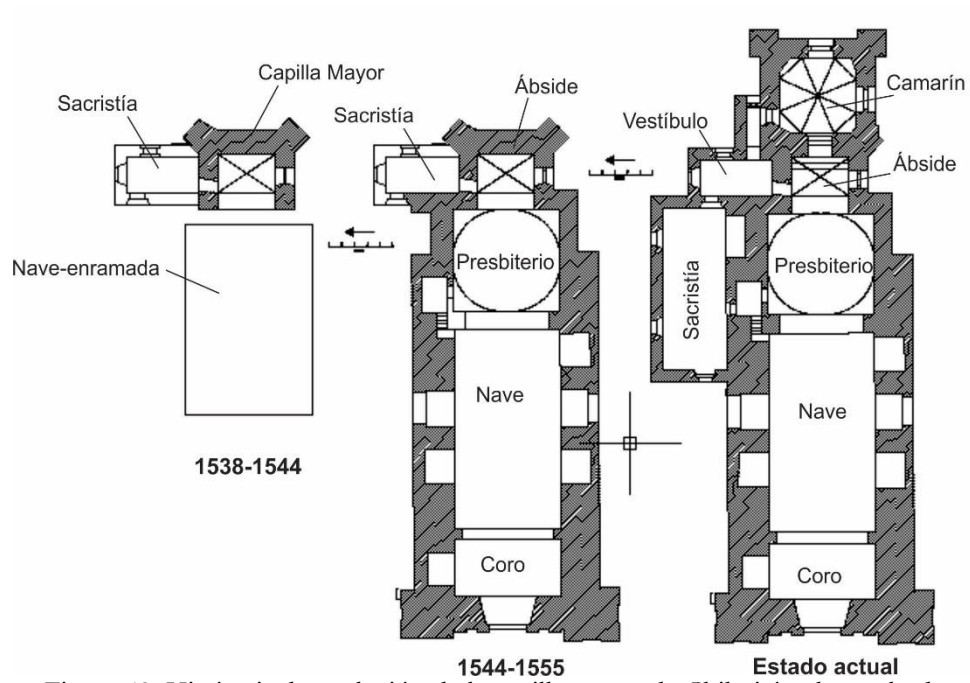 Capilla Mayor
Sacristía
Nave-enramada
1538-1544
Ábside
Sacristía
Presbiterio
Nave
Coro
1544-1555
Camarín
Vestíbulo
Ábside
Presbiterio
Sacristía
Nave
Coro
Estado actual